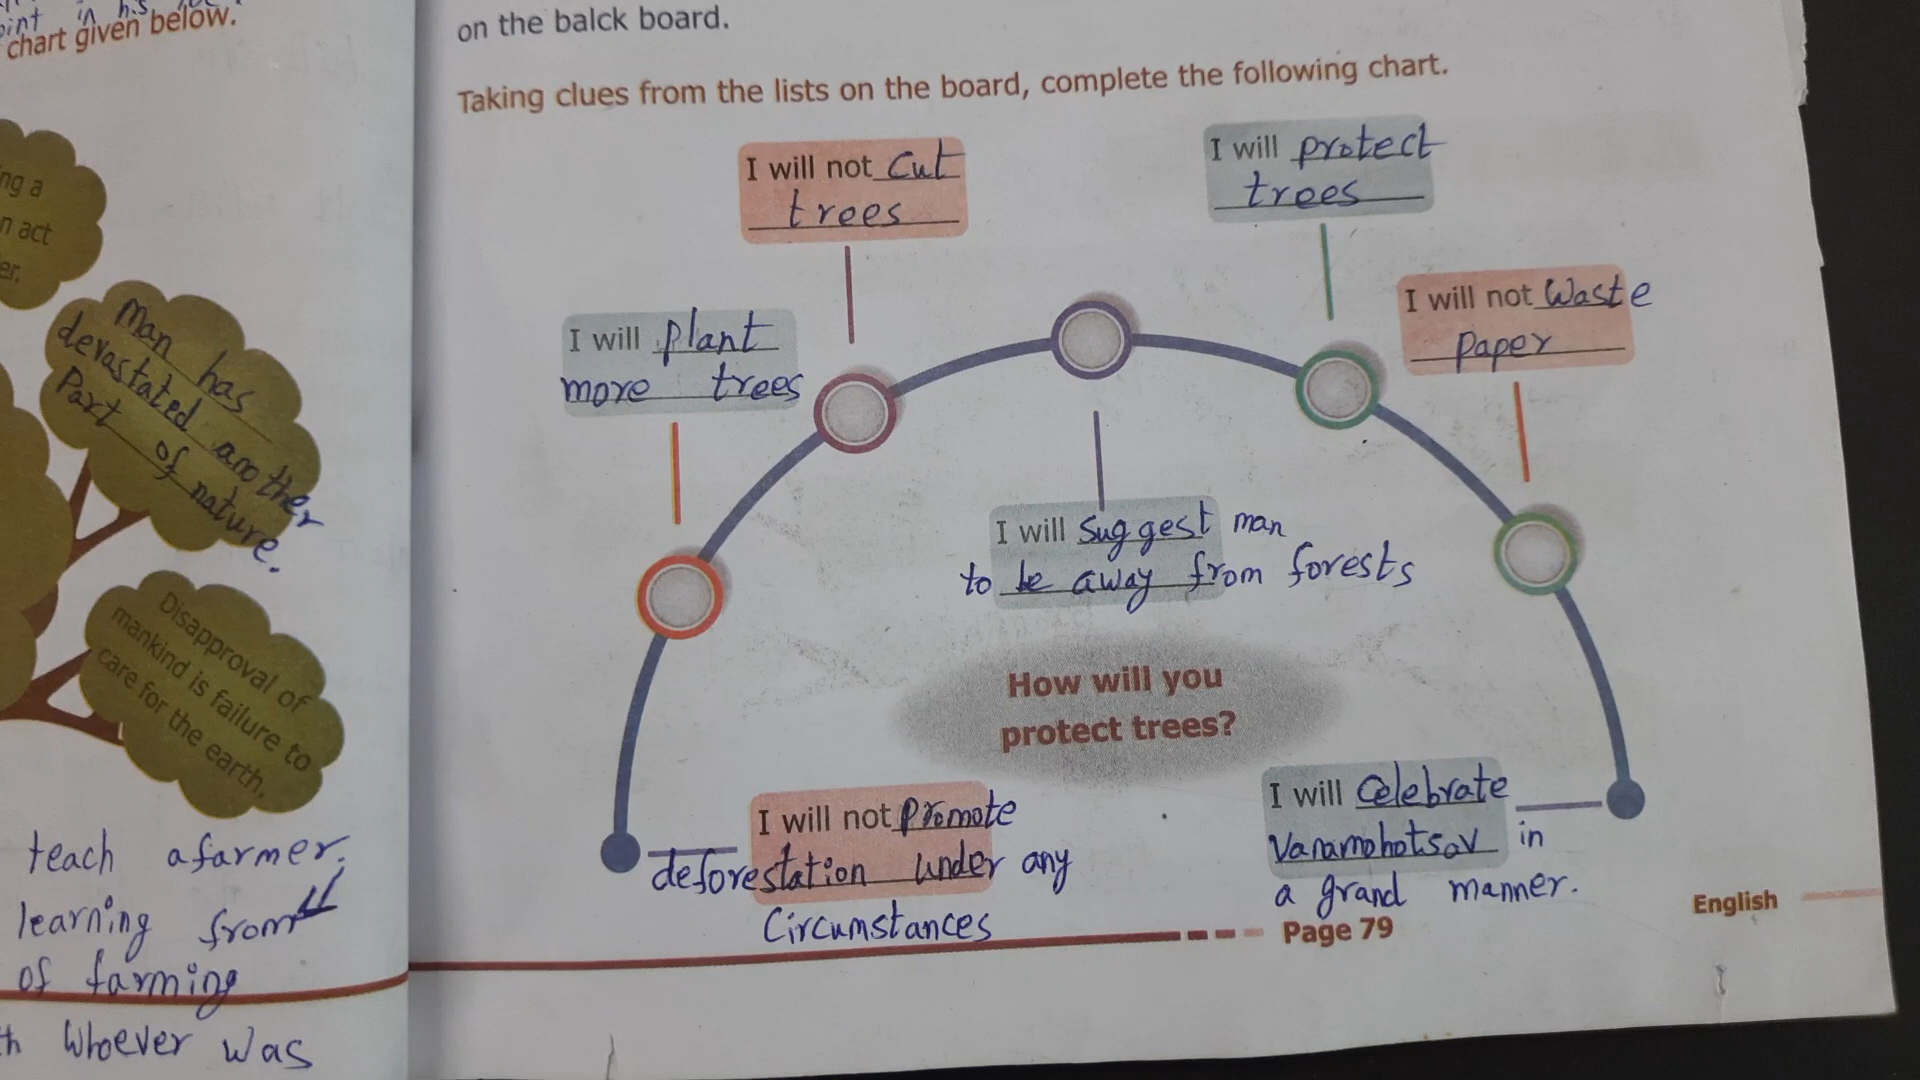 in h.s
chart given below.
ng a
n act
er.
Man has
devastated another
Part of nature.
Disapproval of
mankind is failure to
care for the earth.
teach a farmer.
learning from
of farming
Whoever was
on the balck board.
Taking clues from the lists on the board, complete the following chart.
I will not cut
trees
I will protect
trees
I will plant
more trees
I will not Waste
Paper
I will Suggest man
to be away from forests
How will you
protect trees?
I will not Promote
deforestation under any
Circumstances
I will Celebrate
Vanamohotsav in
a grand manner.
English
Page 79